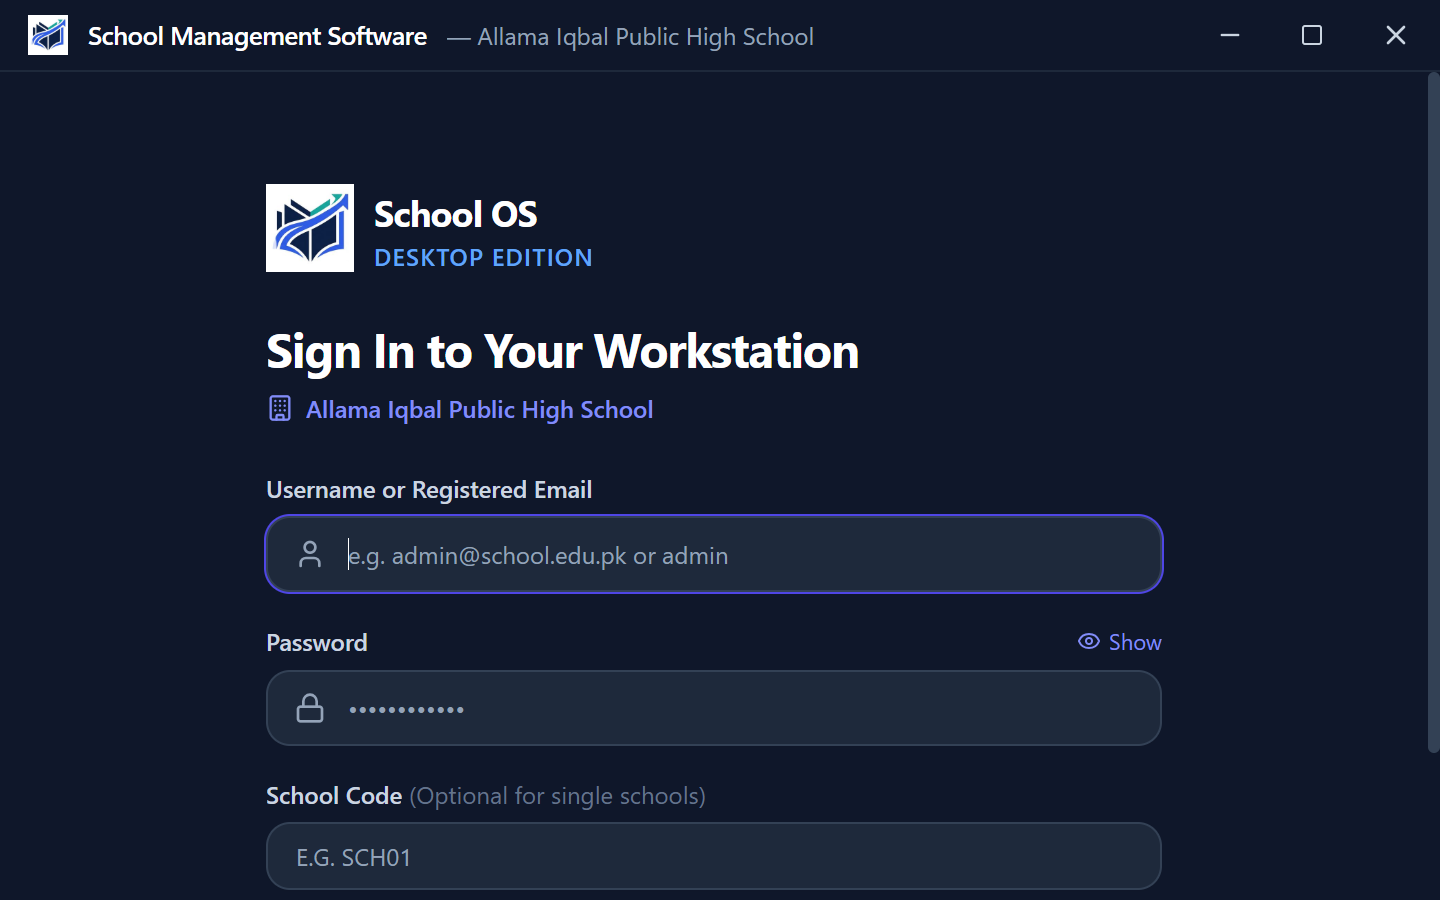 School Management Software — Allama Iqbal Public High School
School OS
DESKTOP EDITION
Sign In to Your Workstation
Allama Iqbal Public High School
Username or Registered Email
e.g. admin@school.edu.pk or admin
Password
Show
••••••••••••
School Code (Optional for single schools)
E.G. SCH01